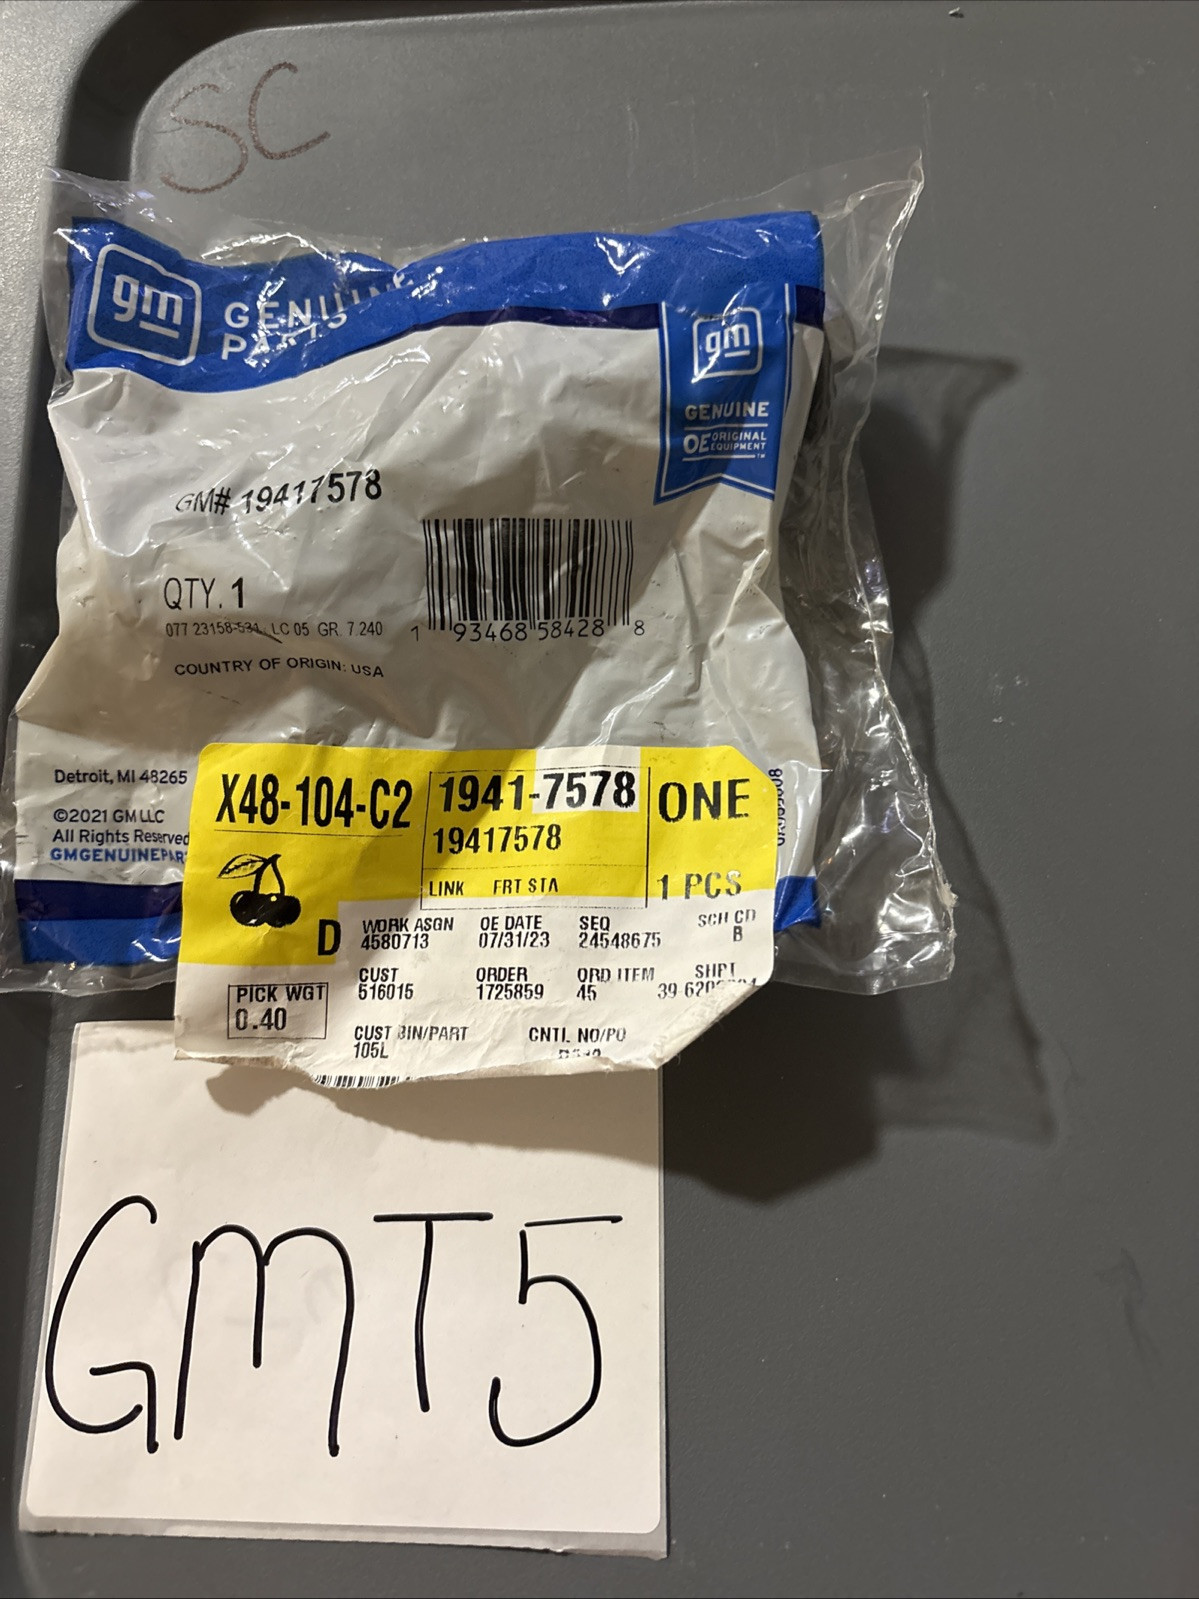 SC
gm GENUINE
PARTS
gm
GENUINE
OE ORIGINAL
EQUIPMENT
™
GM# 19417578
QTY. 1
077 23158-531 LC 05 GR. 7.240
COUNTRY OF ORIGIN: USA
1 93468 58428 8
Detroit, MI 48265
©2021 GM LLC
All Rights Reserved
GMGENUINEPAR
X48-104-C2
1941-7578
19417578
ONE
LINK FRT STA
1 PCS
D
WORK ASGN OE DATE SEQ SCH CD
4580713 07/31/23 24548675 B
CUST ORDER ORD ITEM SHPT
516015 1725859 45 39
PICK WGT
0.40
CUST BIN/PART CNTL NO/PO
105L
GMT5